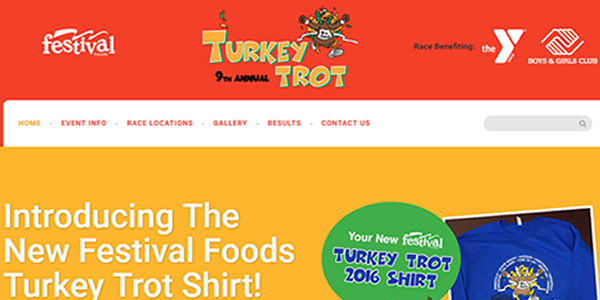 festival
FOODS
TURKEY
9TH ANNUAL
TROT
Race Benefiting:
the Y
BOYS & GIRLS CLUB
HOME - EVENT INFO - RACE LOCATIONS - GALLERY - RESULTS - CONTACT US
Introducing The
New Festival Foods
Turkey Trot Shirt!
Your New festival
TURKEY TROT
2016 SHIRT